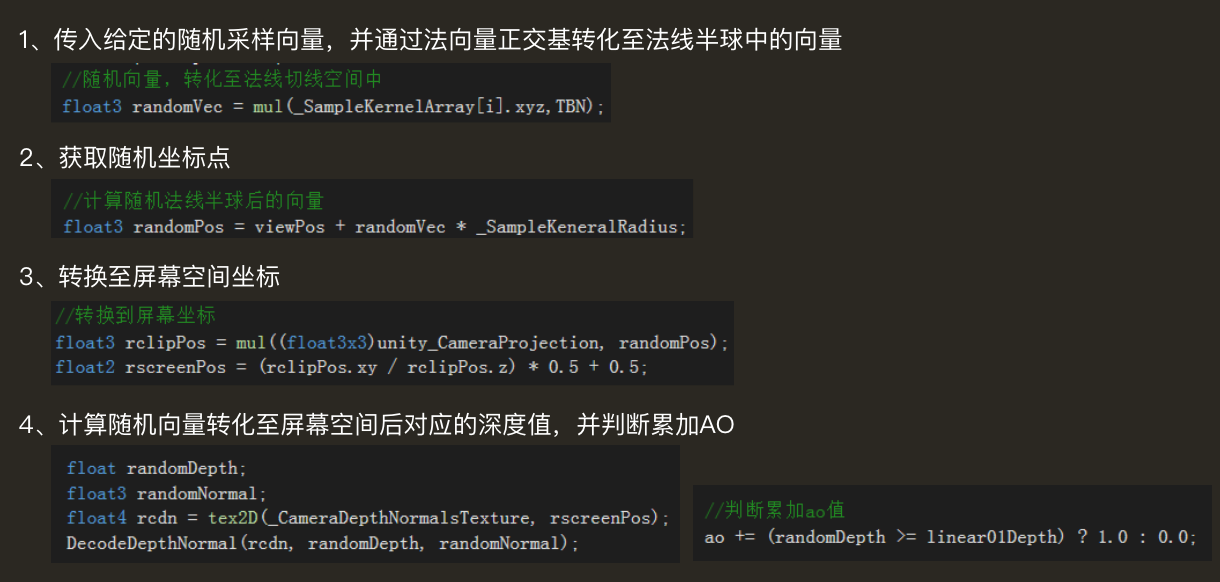 1、传入给定的随机采样向量，并通过法向量正交基转化至法线半球中的向量
//随机向量，转化至法线切线空间中
float3 randomVec = mul(_SampleKernelArray[i].xyz,TBN);
2、获取随机坐标点
//计算随机法线半球后的向量
float3 randomPos = viewPos + randomVec * _SampleKeneralRadius;
3、转换至屏幕空间坐标
//转换到屏幕坐标
float3 rclipPos = mul((float3x3)unity_CameraProjection, randomPos);
float2 rscreenPos = (rclipPos.xy / rclipPos.z) * 0.5 + 0.5;
4、计算随机向量转化至屏幕空间后对应的深度值，并判断累加AO
float randomDepth;
float3 randomNormal;
float4 rcdn = tex2D(_CameraDepthNormalsTexture, rscreenPos);
DecodeDepthNormal(rcdn, randomDepth, randomNormal);
//判断累加ao值
ao += (randomDepth >= linear01Depth) ? 1.0 : 0.0;